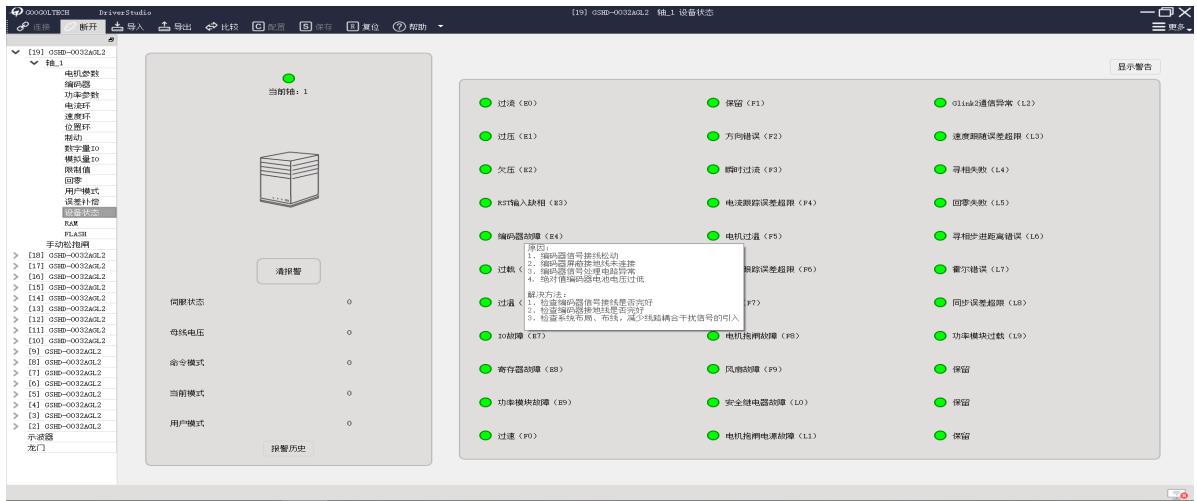 GOOGOLTECH DriverStudio
[19] GSHD-0032AGL2 轴_1 设备状态
连接 断开 导入 导出 比较 C 配置 S 保存 R 复位 ? 帮助
更多
[19] GSHD-0032AGL2
轴_1
电机参数
编码器
功率参数
电流环
速度环
位置环
制动
数字量IO
模拟量IO
限制值
回零
用户模式
误差补偿
设备状态
RAM
FLASH
手动松抱闸
[18] GSHD-0032AGL2
[17] GSHD-0032AGL2
[16] GSHD-0032AGL2
[15] GSHD-0032AGL2
[14] GSHD-0032AGL2
[13] GSHD-0032AGL2
[12] GSHD-0032AGL2
[11] GSHD-0032AGL2
[10] GSHD-0032AGL2
[9] GSHD-0032AGL2
[8] GSHD-0032AGL2
[7] GSHD-0032AGL2
[6] GSHD-0032AGL2
[5] GSHD-0032AGL2
[4] GSHD-0032AGL2
[3] GSHD-0032AGL2
[2] GSHD-0032AGL2
示波器
龙门
当前轴: 1
清报警
伺服状态 0
母线电压 0
命令模式 0
当前模式 0
用户模式 0
报警历史
显示警告
过流 (E0) 保留 (F1) Glink2通信异常 (L2)
过压 (E1) 方向错误 (F2) 速度跟随误差超限 (L3)
欠压 (E2) 瞬时过流 (F3) 寻相失败 (L4)
RST输入缺相 (E3) 电流跟踪误差超限 (F4) 回零失败 (L5)
编码器故障 (E4) 电机过温 (F5) 寻相步进距离错误 (L6)
过载 ( 跟踪误差超限 (F6) 霍尔错误 (L7)
过温 ( F7) 同步误差超限 (L8)
IO故障 (E7) 电机抱闸故障 (F8) 功率模块过载 (L9)
寄存器故障 (E8) 风扇故障 (F9) 保留
功率模块故障 (E9) 安全继电器故障 (L0) 保留
过速 (F0) 电机抱闸电源故障 (L1) 保留
原因:
1. 编码器信号接线松动
2. 编码器屏蔽接地线未连接
3. 编码器信号处理电路异常
4. 绝对值编码器电池电压过低
解决方法:
1. 检查编码器信号接线是否完好
2. 检查编码器接地线是否完好
3. 检查系统布局、布线, 减少线路耦合干扰信号的引入